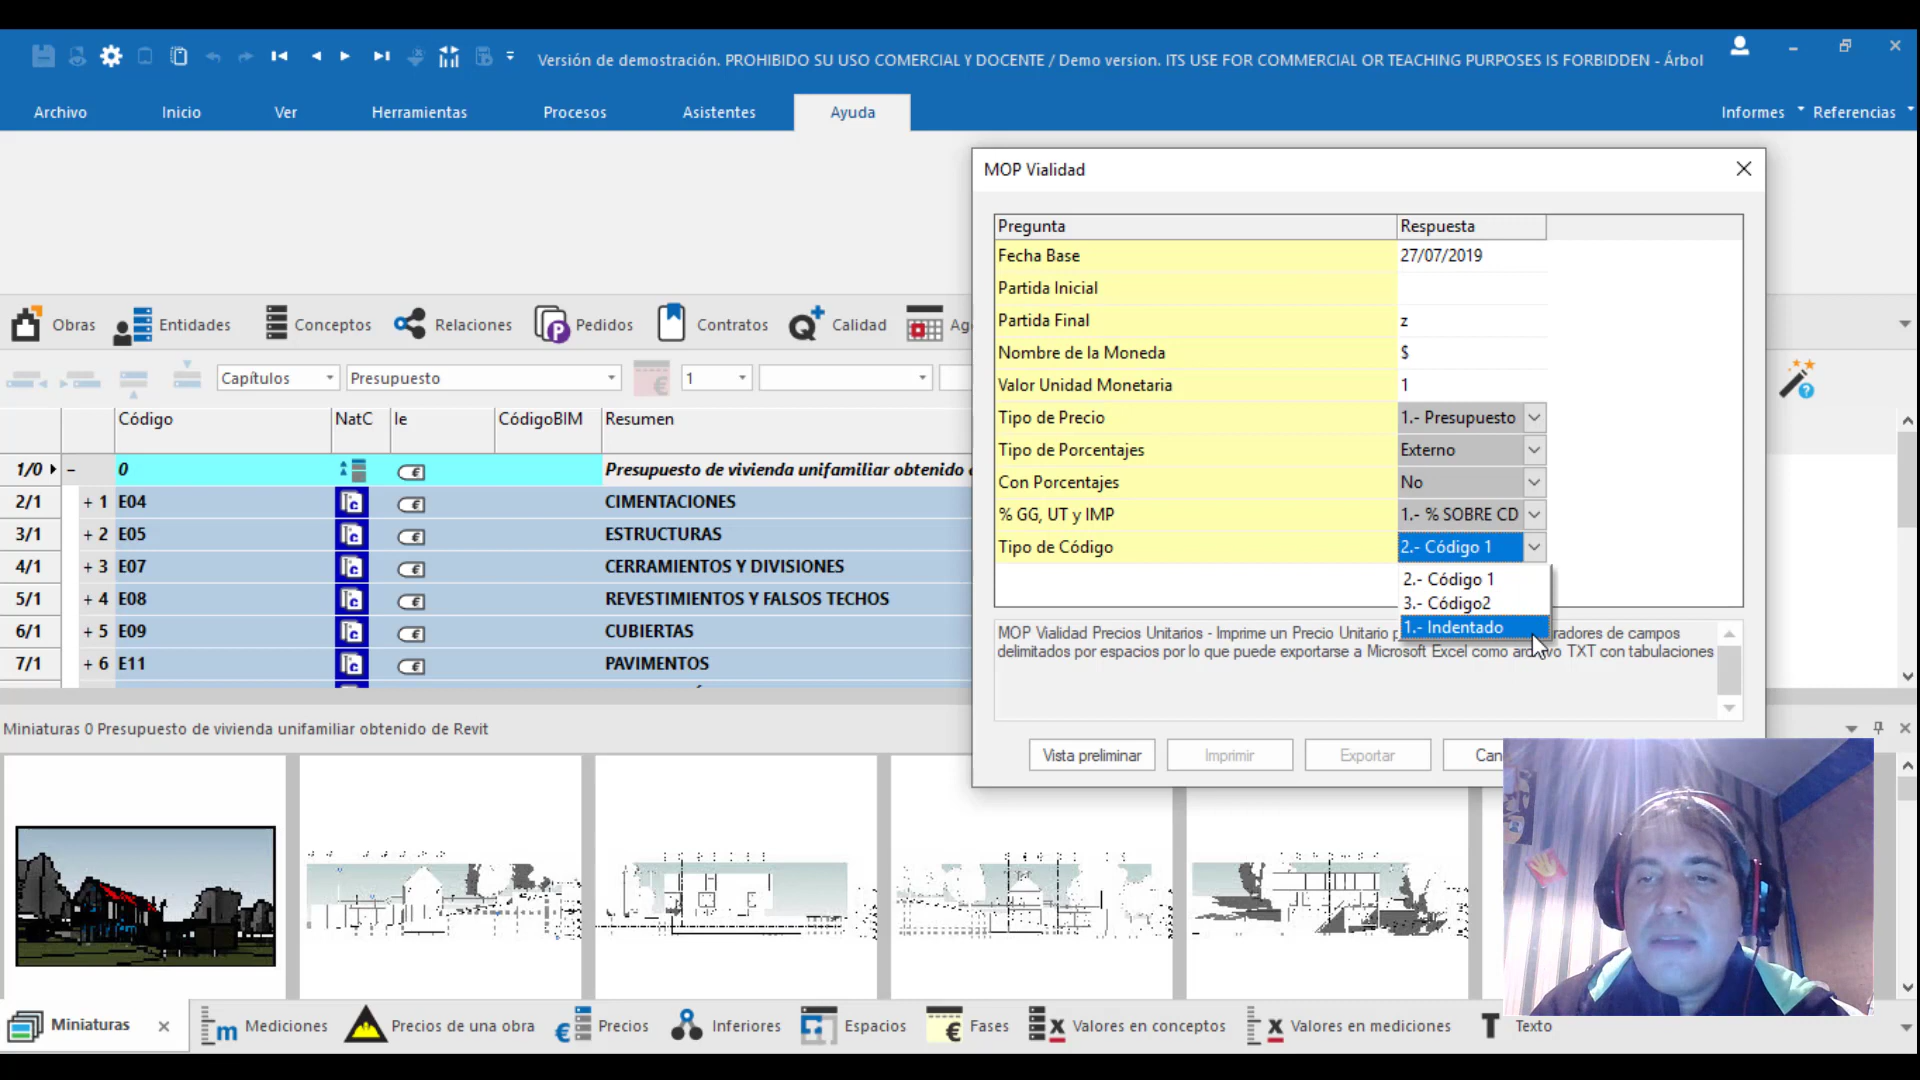 Versión de demostración. PROHIBIDO SU USO COMERCIAL Y DOCENTE / Demo version. ITS USE FOR COMMERCIAL OR TEACHING PURPOSES IS FORBIDDEN - Árbol
Archivo Inicio Ver Herramientas Procesos Asistentes Ayuda Informes Referencias
MOP Vialidad
Pregunta Respuesta
Fecha Base 27/07/2019
Partida Inicial
Partida Final z
Nombre de la Moneda $
Valor Unidad Monetaria 1
Tipo de Precio 1.- Presupuesto
Tipo de Porcentajes Externo
Con Porcentajes No
% GG, UT y IMP 1.- % SOBRE CD
Tipo de Código 2.- Código 1
2.- Código 1
3.- Código2
1.- Indentado
MOP Vialidad Precios Unitarios - Imprime un Precio Unitario radores de campos
delimitados por espacios por lo que puede exportarse a Microsoft Excel como archivo TXT con tabulaciones
Vista preliminar Imprimir Exportar Can
Obras Entidades Conceptos Relaciones Pedidos Contratos Calidad Ag
Capítulos Presupuesto 1
Código NatC Ie CódigoBIM Resumen
1/0 - 0 Presupuesto de vivienda unifamiliar obtenido
2/1 + 1 E04 CIMENTACIONES
3/1 + 2 E05 ESTRUCTURAS
4/1 + 3 E07 CERRAMIENTOS Y DIVISIONES
5/1 + 4 E08 REVESTIMIENTOS Y FALSOS TECHOS
6/1 + 5 E09 CUBIERTAS
7/1 + 6 E11 PAVIMENTOS
Miniaturas 0 Presupuesto de vivienda unifamiliar obtenido de Revit
Miniaturas Mediciones Precios de una obra Precios Inferiores Espacios Fases Valores en conceptos Valores en mediciones Texto